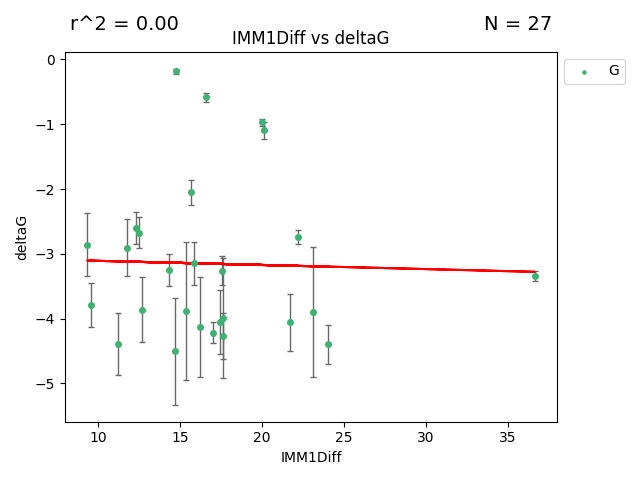 r^2 = 0.00
N = 27
IMM1Diff vs deltaG
G
0
−1
−2
−3
−4
−5
deltaG
10
15
20
25
30
35
IMM1Diff